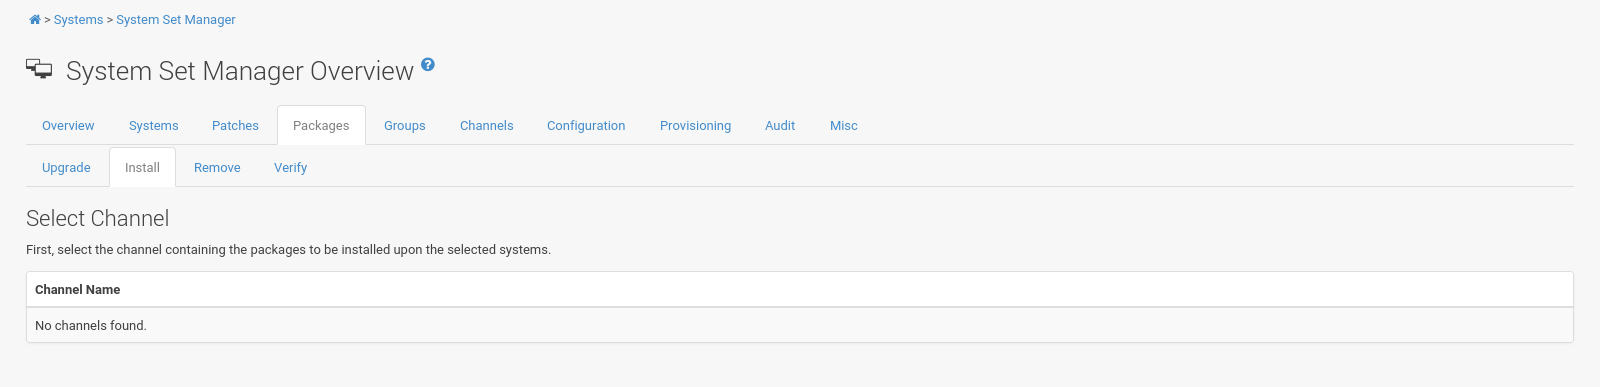 > Systems > System Set Manager
System Set Manager Overview ?
Overview Systems Patches Packages Groups Channels Configuration Provisioning Audit Misc
Upgrade Install Remove Verify
Select Channel
First, select the channel containing the packages to be installed upon the selected systems.
Channel Name
No channels found.